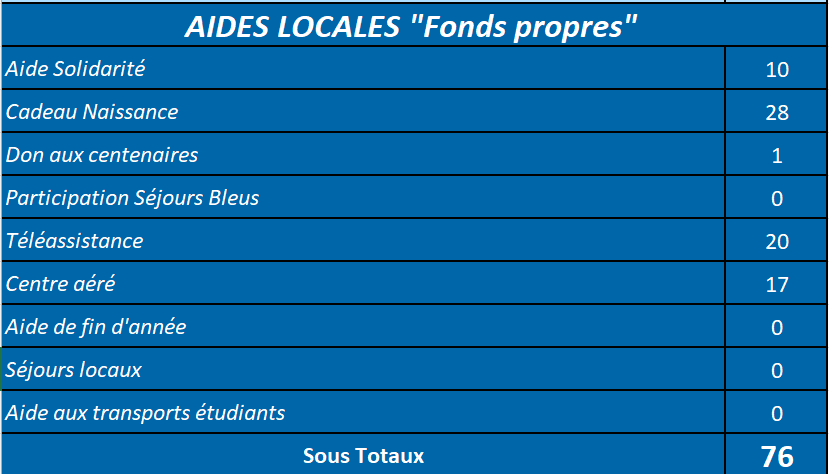 AIDES LOCALES "Fonds propres"
Aide Solidarité 10
Cadeau Naissance 28
Don aux centenaires 1
Participation Séjours Bleus 0
Téléassistance 20
Centre aéré 17
Aide de fin d'année 0
Séjours locaux 0
Aide aux transports étudiants 0
Sous Totaux 76